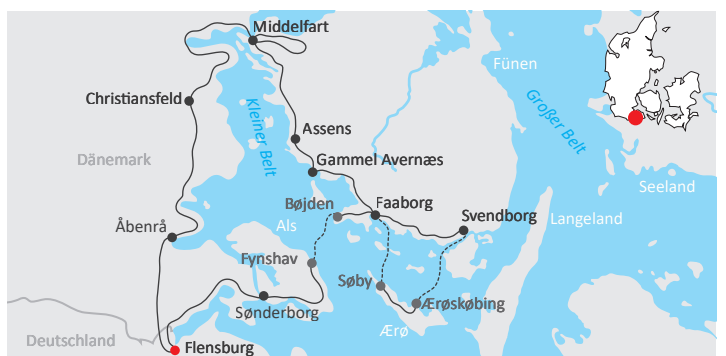 Middelfart
Fünen
Christiansfeld
Kleiner Belt
Großer Belt
Assens
Dänemark
Gammel Avernæs
Seeland
Bøjden
Faaborg
Svendborg
Langeland
Åbenrå
Als
Fynshav
Søby
Ærøskøbing
Sønderborg
Ærø
Deutschland
Flensburg